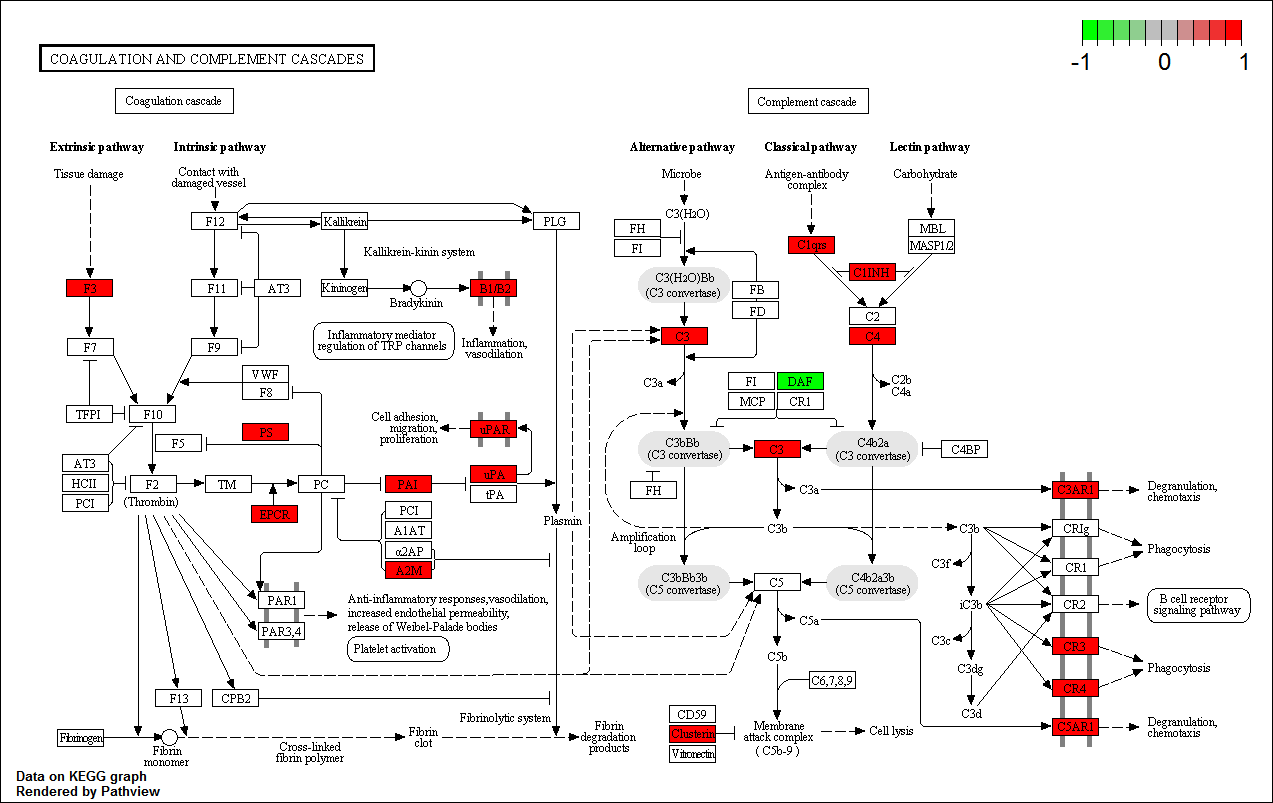 COAGULATION AND COMPLEMENT CASCADES
-1 0 1
Coagulation cascade
Complement cascade
Extrinsic pathway
Intrinsic pathway
Alternative pathway
Classical pathway
Lectin pathway
Tissue damage
Contact with
damaged vessel
Microbe
Antigen-antibody
complex
Carbohydrate
F12
Kallikrein
PLG
C3(H2O)
FH
FI
C1qrs
MBL
MASP1/2
Kallikrein-kinin system
C1INH
F3
F11
AT3
Kininogen
Bradykinin
B1/B2
C3(H2O)Bb
(C3 convertase)
FB
FD
C2
C4
Inflammatory mediator
regulation of TRP channels
Inflammation,
vasodilation
C3
F7
F9
VWF
F8
C3a
FI
DAF
MCP
CR1
C2b
C4a
TFPI
F10
F5
PS
Cell adhesion,
migration,
proliferation
uPAR
C3bBb
(C3 convertase)
C3
C4b2a
(C3 convertase)
C4BP
AT3
HCII
PCI
F2
(Thrombin)
TM
PC
PAI
uPA
tPA
FH
C3a
C3AR1
Degranulation,
chemotaxis
EPCR
PCI
A1AT
α2AP
A2M
Plasmin
Amplification
loop
C3b
C3b
CRIg
Phagocytosis
C3f
CR1
C3bBb3b
(C5 convertase)
C5
C4b2a3b
(C5 convertase)
PAR1
PAR3,4
Anti-inflammatory responses,vasodilation,
increased endothelial permeability,
release of Weibel-Palade bodies
Platelet activation
iC3b
CR2
B cell receptor
signaling pathway
C5a
C3c
CR3
C5b
C3dg
Phagocytosis
CR4
C6,7,8,9
F13
CPB2
Fibrinolytic system
C3d
CD59
Clusterin
Vitronectin
Membrane
attack complex
( C5b-9 )
Cell lysis
C5AR1
Degranulation,
chemotaxis
Fibrinogen
Fibrin
monomer
Cross-linked
fibrin polymer
Fibrin
clot
Fibrin
degradation
products
Data on KEGG graph
Rendered by Pathview